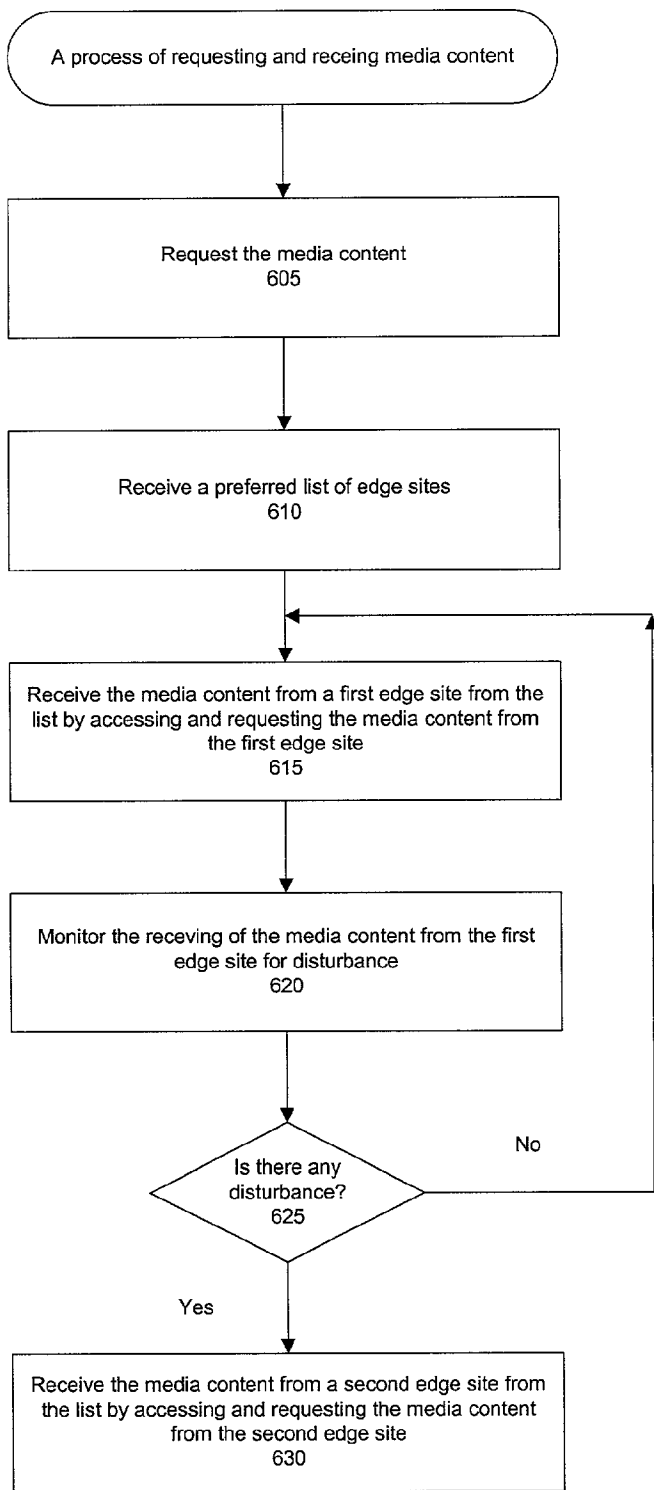 A process of requesting and receing media content
Request the media content
605
Receive a preferred list of edge sites
610
Receive the media content from a first edge site from the
list by accessing and requesting the media content from
the first edge site
615
Monitor the receving of the media content from the first
edge site for disturbance
620
Is there any
disturbance?
625
No
Yes
Receive the media content from a second edge site from
the list by accessing and requesting the media content
from the second edge site
630